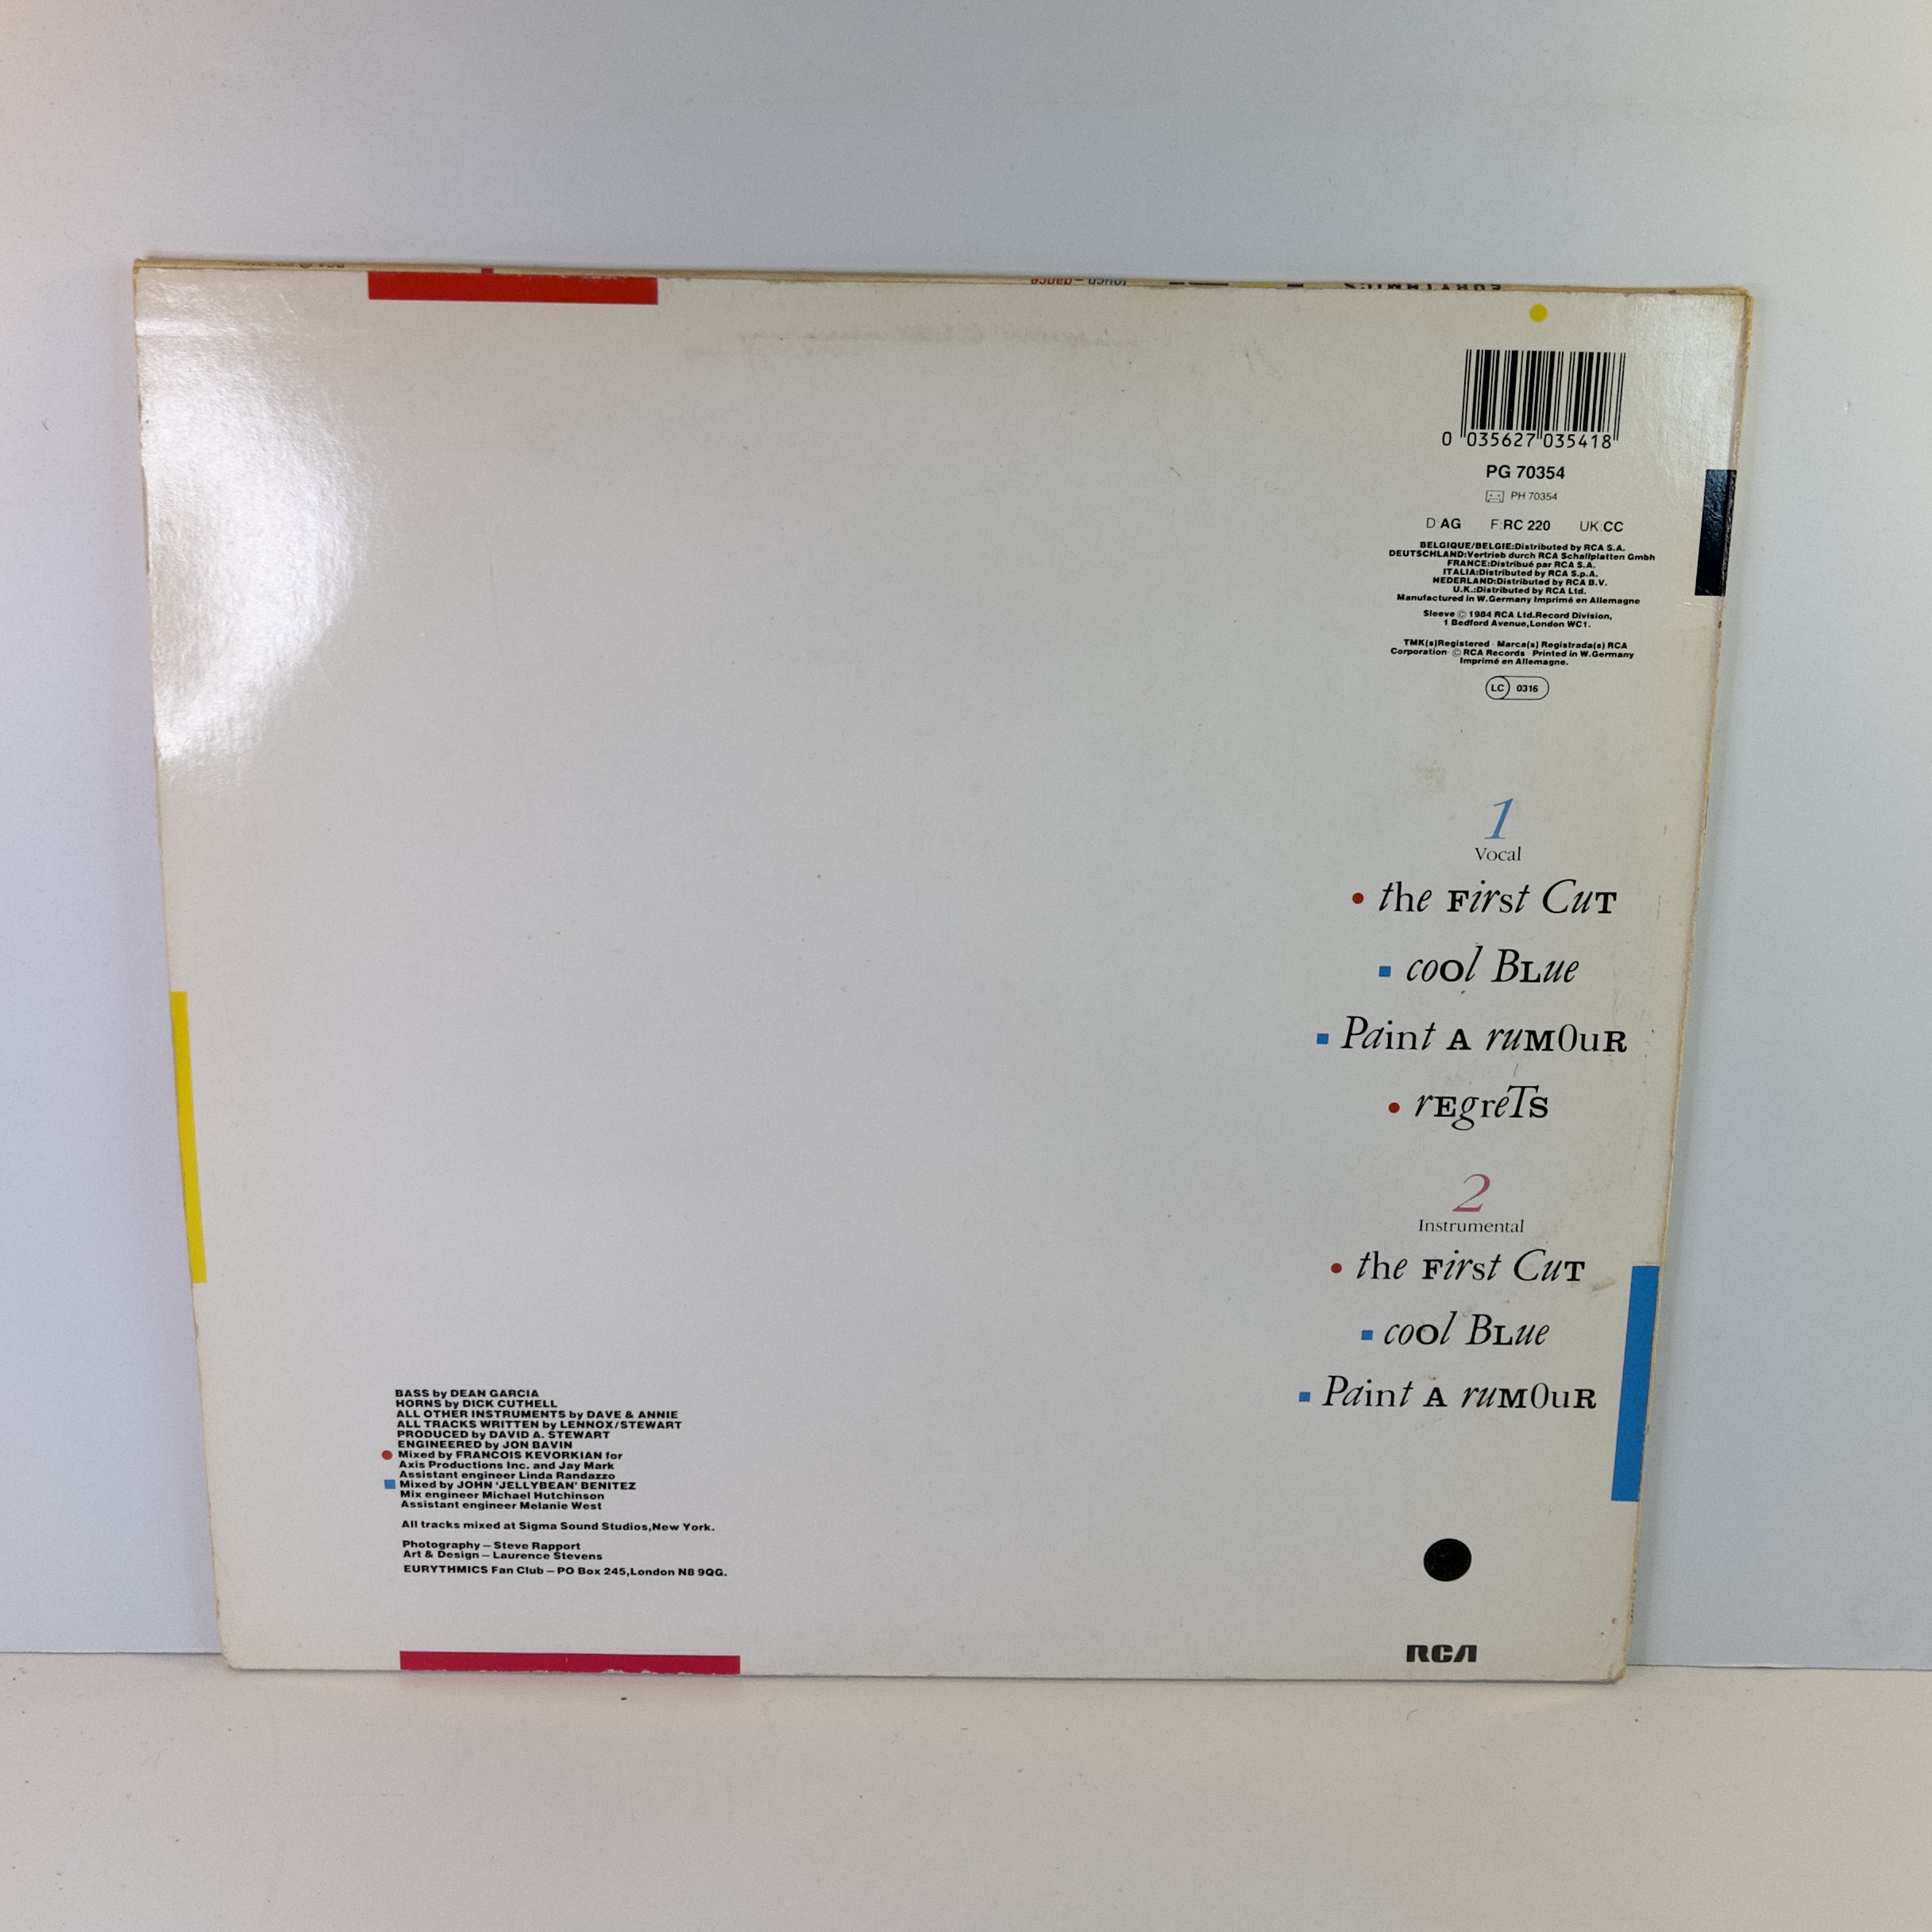 touch – dance
EURYTHMICS
0 035627 035418
PG 70354
PH 70354
D:AG F:RC 220 UK:CC
BELGIQUE/BELGIE:Distributed by RCA S.A.
DEUTSCHLAND:Vertrieb durch RCA Schallplatten Gmbh
FRANCE:Distribué par RCA S.A.
ITALIA:Distributed by RCA S.p.A.
NEDERLAND:Distributed by RCA B.V.
U.K.:Distributed by RCA Ltd.
Manufactured in W.Germany Imprimé en Allemagne
Sleeve © 1984 RCA Ltd.Record Division,
1 Bedford Avenue,London WC1.
TMK(s)Registered Marca(s) Registrada(s) RCA
Corporation © RCA Records Printed in W.Germany
Imprimé en Allemagne.
LC 0316
1
Vocal
the First CuT
coOl BLue
Paint A ruMOuR
rEgreTS
2
Instrumental
the First CuT
coOl BLue
Paint A ruMOuR
BASS by DEAN GARCIA
HORNS by DICK CUTHELL
ALL OTHER INSTRUMENTS by DAVE & ANNIE
ALL TRACKS WRITTEN by LENNOX/STEWART
PRODUCED by DAVID A. STEWART
ENGINEERED by JON BAVIN
Mixed by FRANCOIS KEVORKIAN for
Axis Productions Inc. and Jay Mark
Assistant engineer Linda Randazzo
Mixed by JOHN 'JELLYBEAN' BENITEZ
Mix engineer Michael Hutchinson
Assistant engineer Melanie West
All tracks mixed at Sigma Sound Studios,New York.
Photography – Steve Rapport
Art & Design – Laurence Stevens
EURYTHMICS Fan Club – PO Box 245,London N8 9QG.
RCA